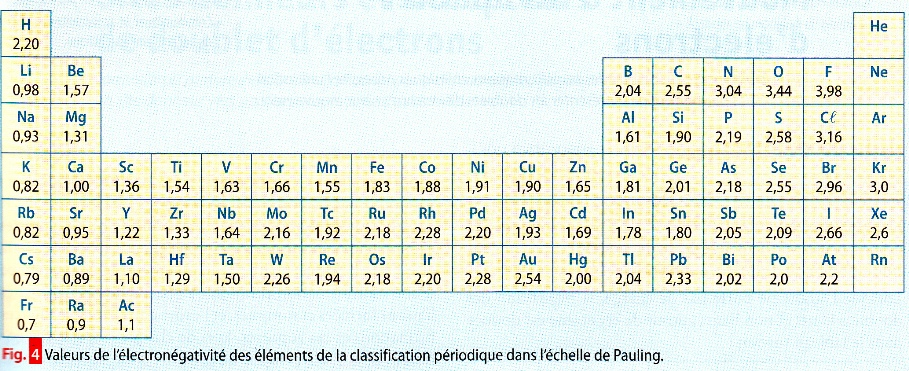 H He
2,20
Li Be B C N O F Ne
0,98 1,57 2,04 2,55 3,04 3,44 3,98
Na Mg Al Si P S Cℓ Ar
0,93 1,31 1,61 1,90 2,19 2,58 3,16
K Ca Sc Ti V Cr Mn Fe Co Ni Cu Zn Ga Ge As Se Br Kr
0,82 1,00 1,36 1,54 1,63 1,66 1,55 1,83 1,88 1,91 1,90 1,65 1,81 2,01 2,18 2,55 2,96 3,0
Rb Sr Y Zr Nb Mo Tc Ru Rh Pd Ag Cd In Sn Sb Te I Xe
0,82 0,95 1,22 1,33 1,64 2,16 1,92 2,18 2,28 2,20 1,93 1,69 1,78 1,80 2,05 2,09 2,66 2,6
Cs Ba La Hf Ta W Re Os Ir Pt Au Hg Tl Pb Bi Po At Rn
0,79 0,89 1,10 1,29 1,50 2,26 1,94 2,18 2,20 2,28 2,54 2,00 2,04 2,33 2,02 2,0 2,2
Fr Ra Ac
0,7 0,9 1,1
Fig. 4 Valeurs de l'électronégativité des éléments de la classification périodique dans l'échelle de Pauling.